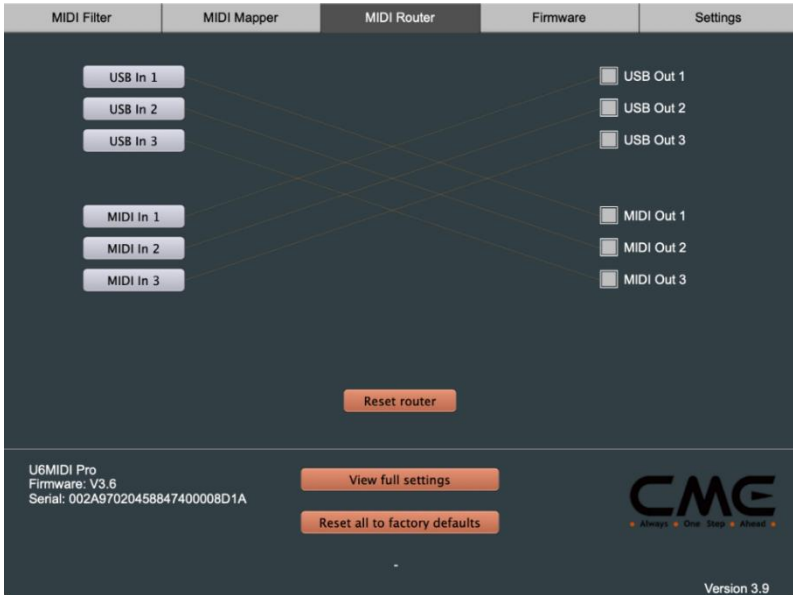 MIDI Filter MIDI Mapper MIDI Router Firmware Settings
USB In 1 USB Out 1
USB In 2 USB Out 2
USB In 3 USB Out 3
MIDI In 1 MIDI Out 1
MIDI In 2 MIDI Out 2
MIDI In 3 MIDI Out 3
Reset router
U6MIDI Pro
Firmware: V3.6
Serial: 002A97020458847400008D1A
View full settings
Reset all to factory defaults
CME
Always One Step Ahead
-
Version 3.9